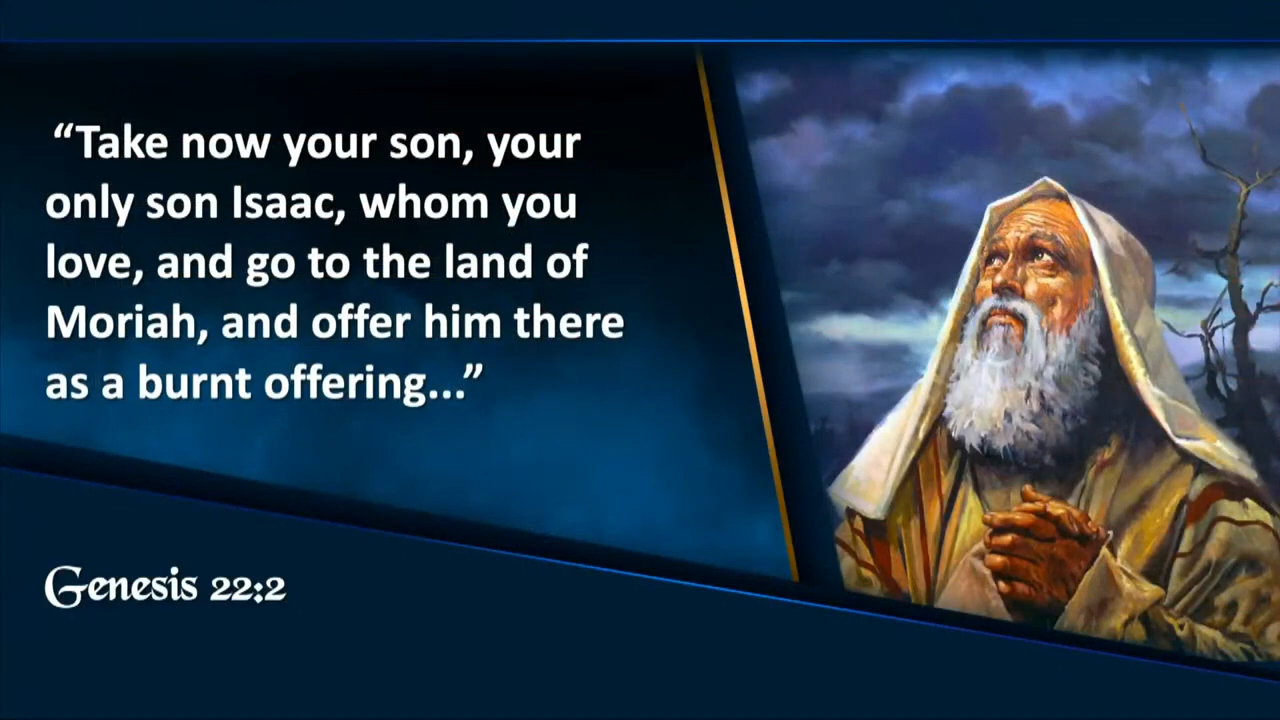 “Take now your son, your
only son Isaac, whom you
love, and go to the land of
Moriah, and offer him there
as a burnt offering...”
Genesis 22:2